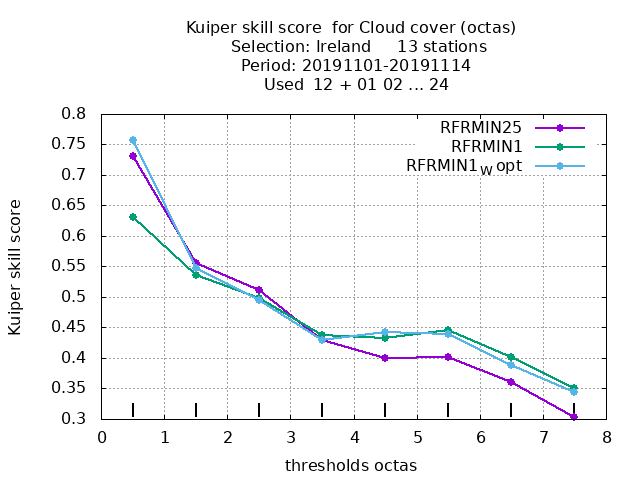 Kuiper skill score  for Cloud cover (octas)
Selection: Ireland     13 stations
Period: 20191101-20191114
Used  12 + 01 02 ... 24
RFRMIN25
RFRMIN1
RFRMIN1W opt
Kuiper skill score
0.8
0.75
0.7
0.65
0.6
0.55
0.5
0.45
0.4
0.35
0.3
0 1 2 3 4 5 6 7 8
thresholds octas